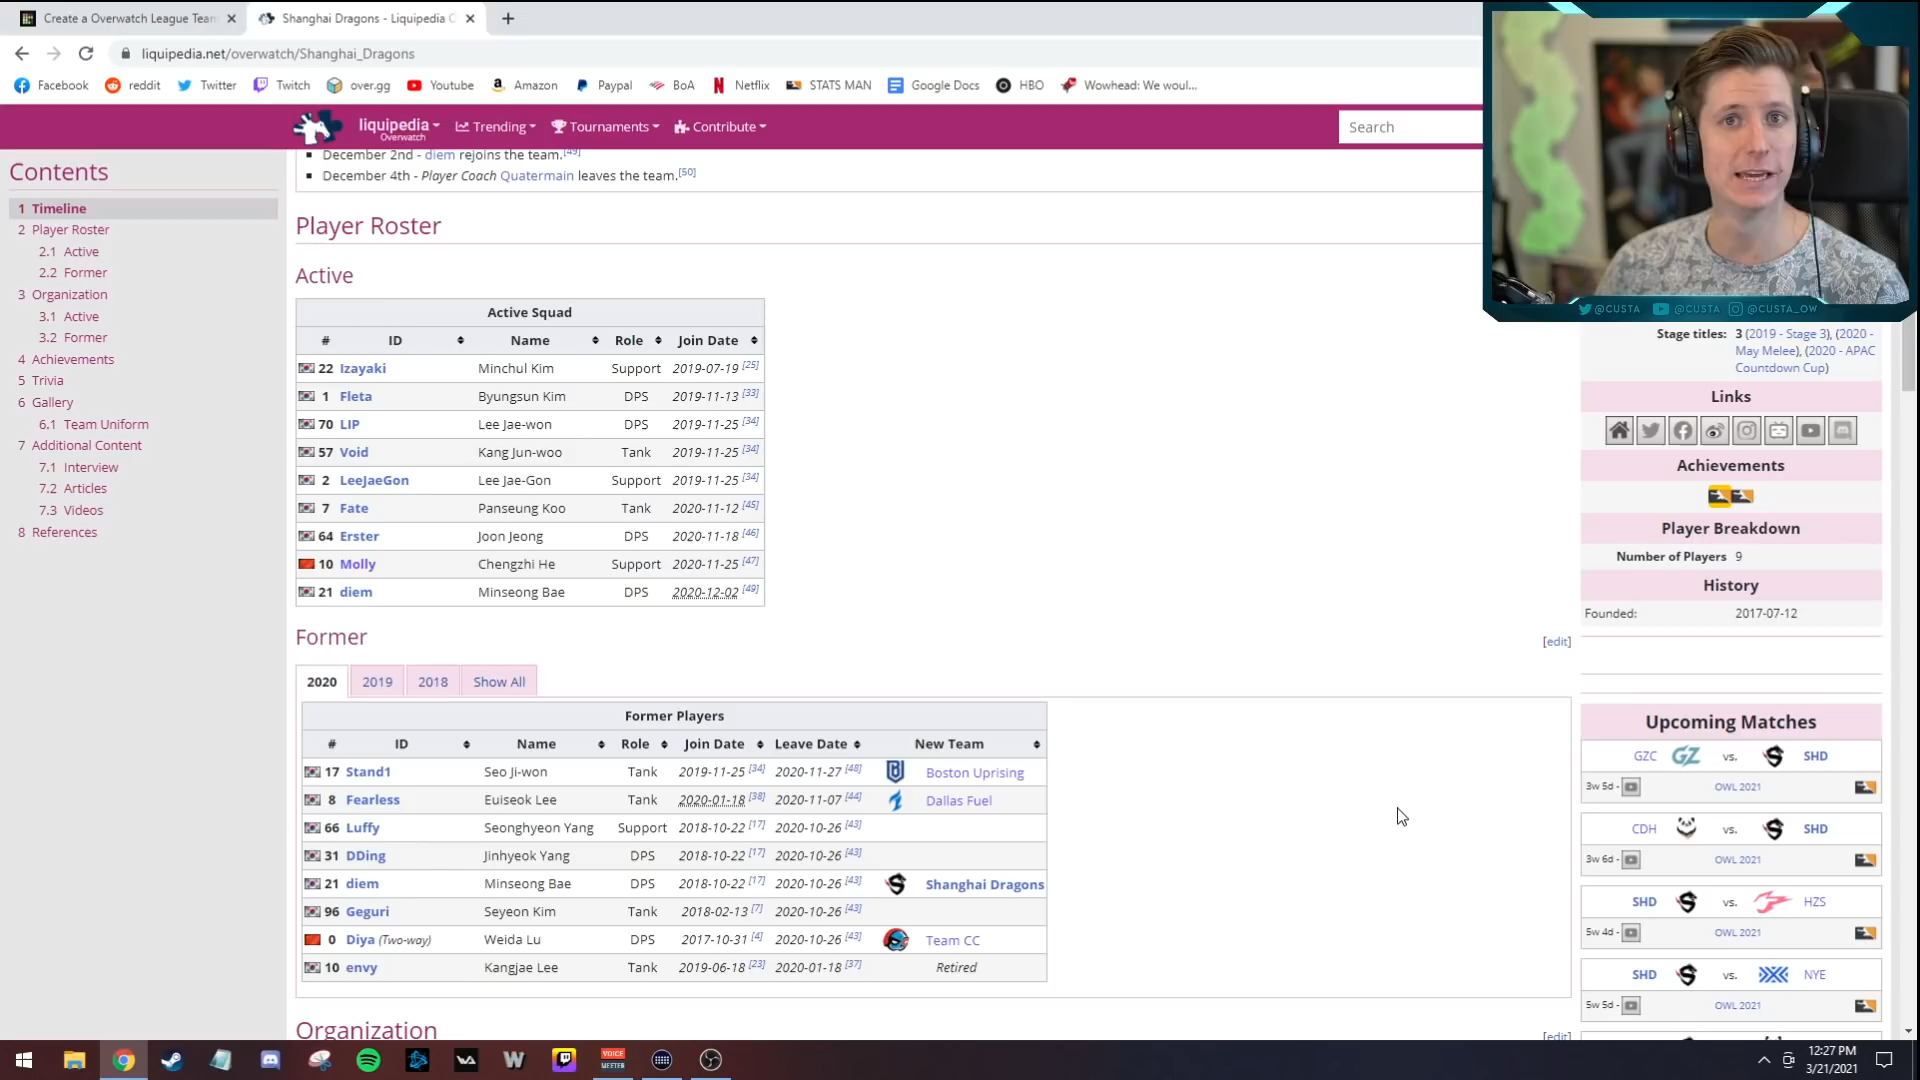 Create a Overwatch League Team
Shanghai Dragons - Liquipedia
liquipedia.net/overwatch/Shanghai_Dragons
Facebook reddit Twitter Twitch over.gg Youtube Amazon Paypal BoA Netflix STATS MAN Google Docs HBO Wowhead: We woul...
liquipedia Overwatch Trending Tournaments Contribute Search
Contents
1 Timeline
2 Player Roster
2.1 Active
2.2 Former
3 Organization
3.1 Active
3.2 Former
4 Achievements
5 Trivia
6 Gallery
6.1 Team Uniform
7 Additional Content
7.1 Interview
7.2 Articles
7.3 Videos
8 References
December 2nd - diem rejoins the team.[49]
December 4th - Player Coach Quatermain leaves the team.[50]
Player Roster
Active
Active Squad
# ID Name Role Join Date
22 Izayaki Minchul Kim Support 2019-07-19 [25]
1 Fleta Byungsun Kim DPS 2019-11-13 [33]
70 LIP Lee Jae-won DPS 2019-11-25 [34]
57 Void Kang Jun-woo Tank 2019-11-25 [34]
2 LeeJaeGon Lee Jae-Gon Support 2019-11-25 [34]
7 Fate Panseung Koo Tank 2020-11-12 [45]
64 Erster Joon Jeong DPS 2020-11-18 [46]
10 Molly Chengzhi He Support 2020-11-25 [47]
21 diem Minseong Bae DPS 2020-12-02 [49]
Former
[edit]
2020 2019 2018 Show All
Former Players
# ID Name Role Join Date Leave Date New Team
17 Stand1 Seo Ji-won Tank 2019-11-25 [34] 2020-11-27 [48] Boston Uprising
8 Fearless Euiseok Lee Tank 2020-01-18 [38] 2020-11-07 [44] Dallas Fuel
66 Luffy Seonghyeon Yang Support 2018-10-22 [17] 2020-10-26 [43]
31 DDing Jinhyeok Yang DPS 2018-10-22 [17] 2020-10-26 [43]
21 diem Minseong Bae DPS 2018-10-22 [17] 2020-10-26 [43] Shanghai Dragons
96 Geguri Seyeon Kim Tank 2018-02-13 [7] 2020-10-26 [43]
0 Diya (Two-way) Weida Lu DPS 2017-10-31 [4] 2020-10-26 [43] Team CC
10 envy Kangjae Lee Tank 2019-06-18 [23] 2020-01-18 [37] Retired
Organization
[edit]
@CUSTA @CUSTA @CUSTA_OW
Stage titles: 3 (2019 - Stage 3), (2020 -
May Melee), (2020 - APAC
Countdown Cup)
Links
Achievements
Player Breakdown
Number of Players 9
History
Founded: 2017-07-12
Upcoming Matches
GZC GZ vs. SHD
3w 5d - OWL 2021
CDH vs. SHD
3w 6d - OWL 2021
SHD vs. HZS
5w 4d - OWL 2021
SHD vs. NYE
5w 5d - OWL 2021
VOICE
MEETER
12:27 PM
3/21/2021